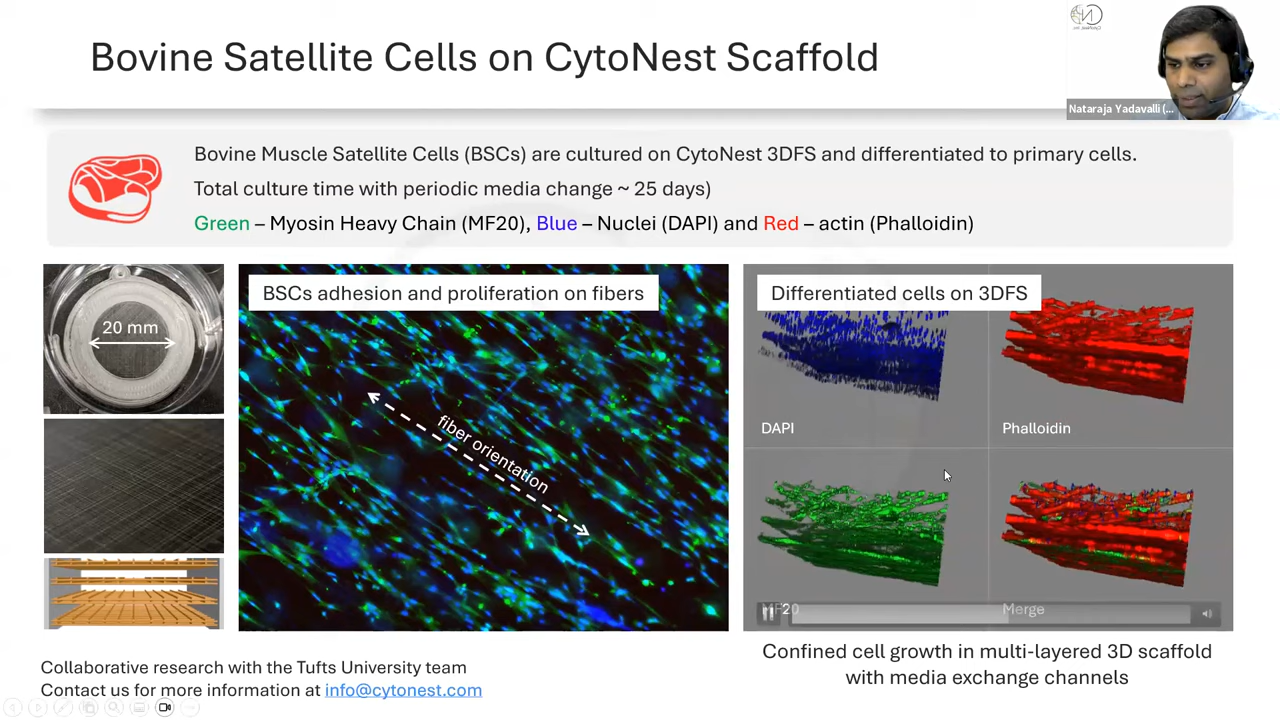 Bovine Satellite Cells on CytoNest Scaffold
Nataraja Yadavalli (...
Bovine Muscle Satellite Cells (BSCs) are cultured on CytoNest 3DFS and differentiated to primary cells.
Total culture time with periodic media change ~ 25 days)
Green – Myosin Heavy Chain (MF20), Blue – Nuclei (DAPI) and Red – actin (Phalloidin)
20 mm
BSCs adhesion and proliferation on fibers
fiber orientation
Differentiated cells on 3DFS
DAPI
Phalloidin
MF20
Merge
Confined cell growth in multi-layered 3D scaffold
with media exchange channels
Collaborative research with the Tufts University team
Contact us for more information at info@cytonest.com